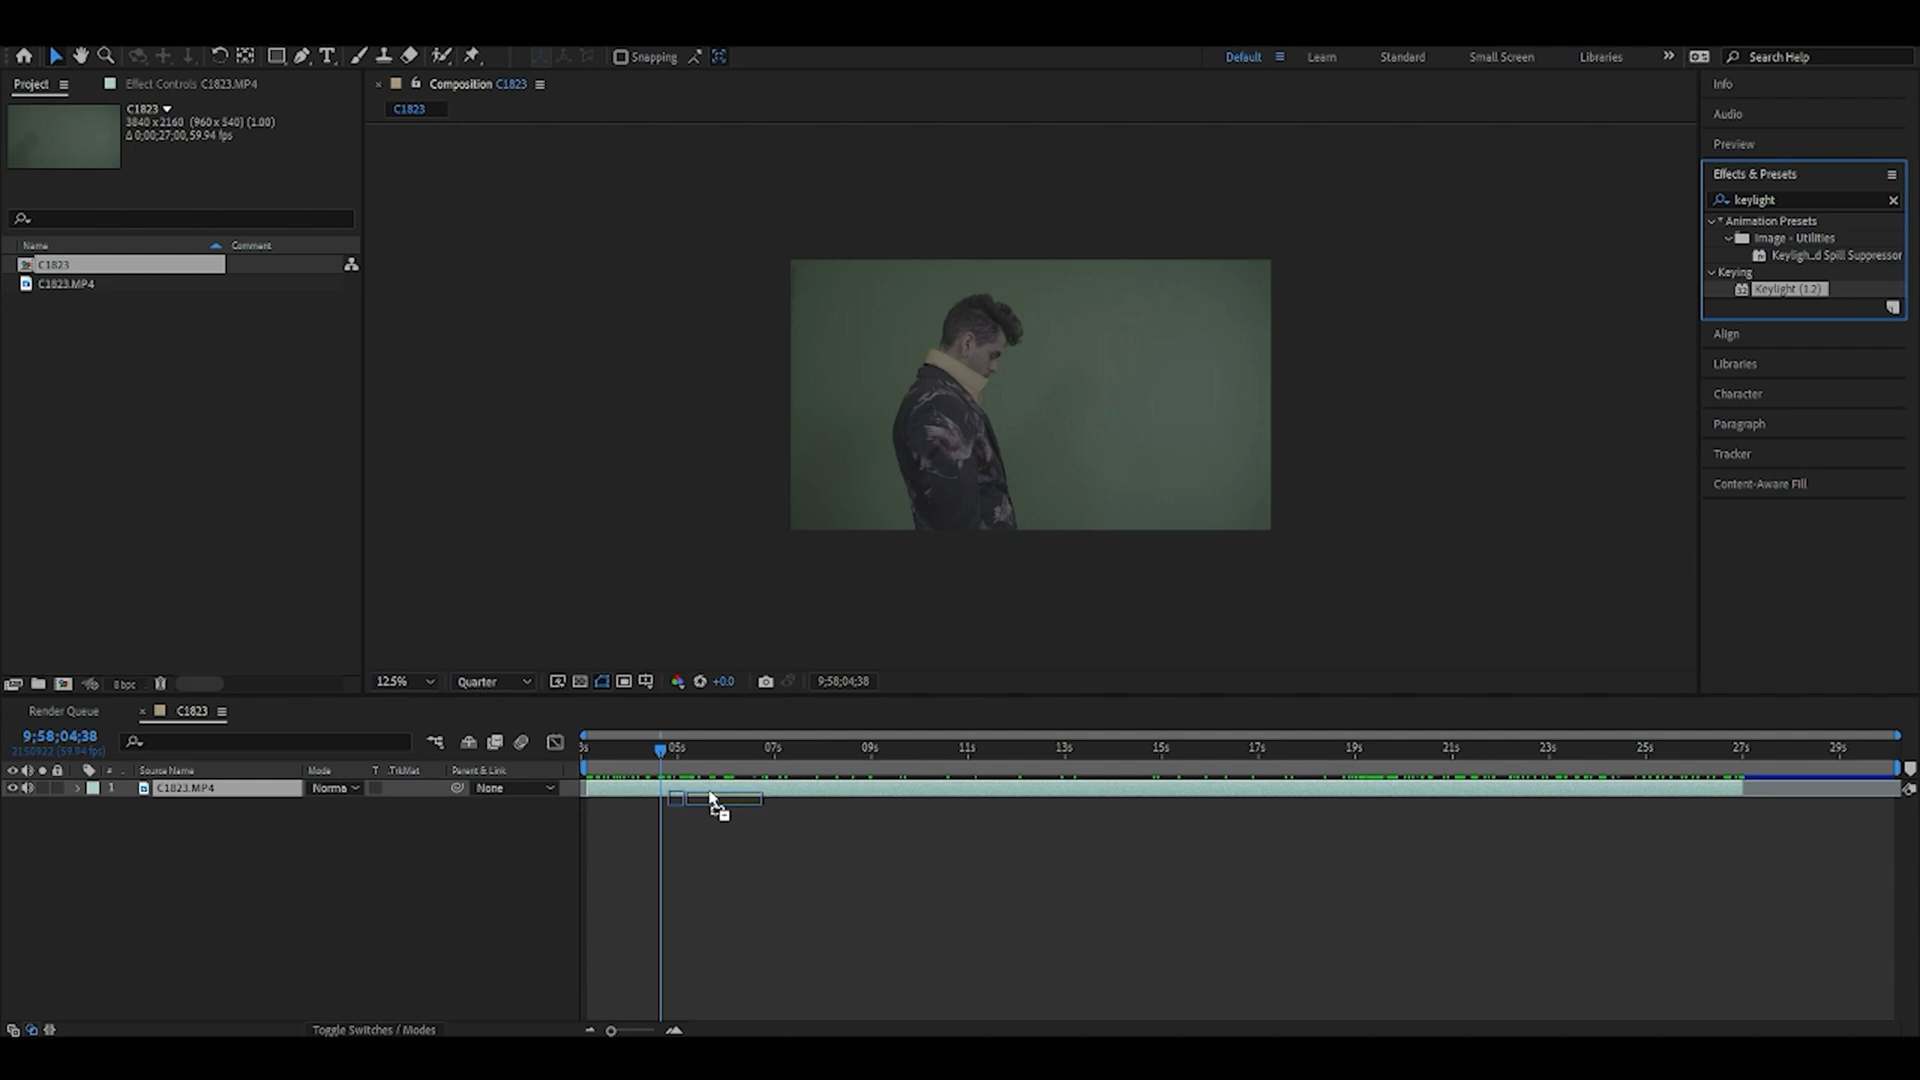 Snapping
Default
Learn
Standard
Small Screen
Libraries
Search Help
Project
Effect Controls C1823.MP4
Composition C1823
C1823
C1823
3840 x 2160 (960 x 540) (1.00)
Δ 0;00;27;00, 59.94 fps
Name
Comment
C1823
C1823.MP4
Info
Audio
Preview
Effects & Presets
keylight
* Animation Presets
Image - Utilities
Keyligh...d Spill Suppressor
Keying
Keylight (1.2)
Align
Libraries
Character
Paragraph
Tracker
Content-Aware Fill
8 bpc
12.5%
Quarter
+0.0
9;58;04;38
Render Queue
C1823
9;58;04;38
2150922 (59.94 fps)
3s
05s
07s
09s
11s
13s
15s
17s
19s
21s
23s
25s
27s
29s
#
Source Name
Mode
T .TrkMat
Parent & Link
1
C1823.MP4
Norma
None
Toggle Switches / Modes